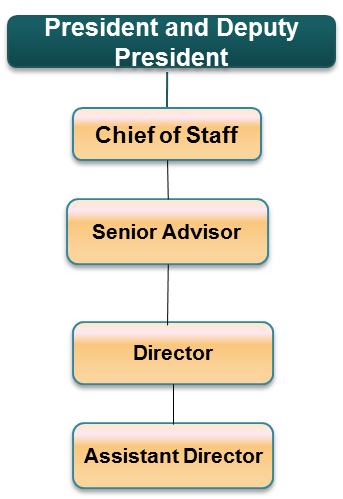 President and Deputy
President
Chief of Staff
Senior Advisor
Director
Assistant Director